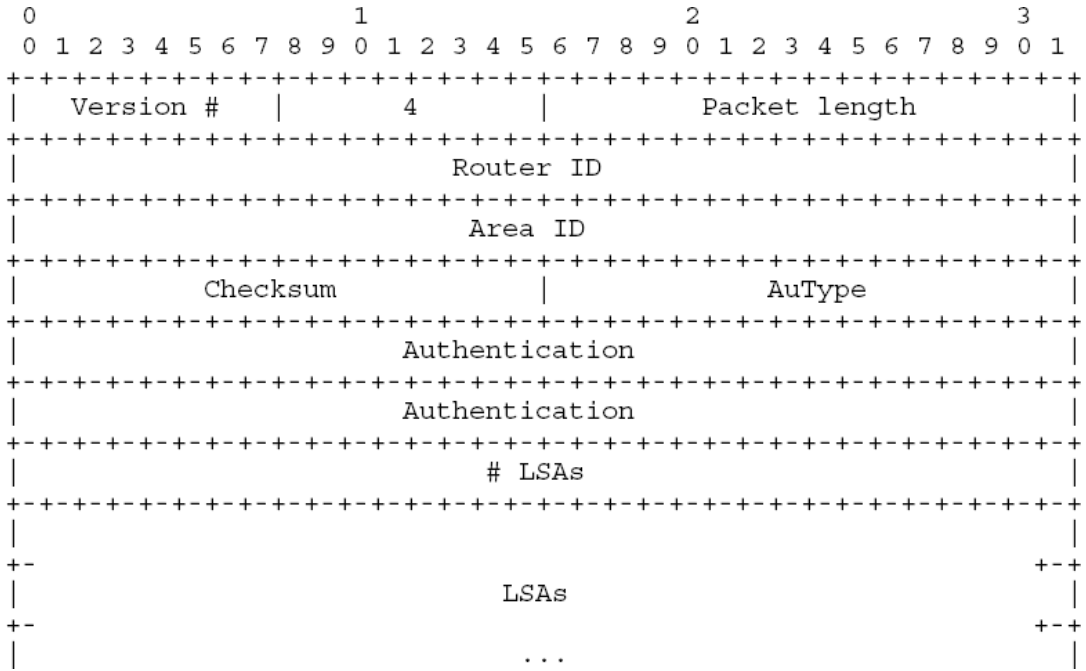 0                   1                   2                   3
 0 1 2 3 4 5 6 7 8 9 0 1 2 3 4 5 6 7 8 9 0 1 2 3 4 5 6 7 8 9 0 1
+-+-+-+-+-+-+-+-+-+-+-+-+-+-+-+-+-+-+-+-+-+-+-+-+-+-+-+-+-+-+-+-+
|   Version #   |       4       |         Packet length         |
+-+-+-+-+-+-+-+-+-+-+-+-+-+-+-+-+-+-+-+-+-+-+-+-+-+-+-+-+-+-+-+-+
|                          Router ID                            |
+-+-+-+-+-+-+-+-+-+-+-+-+-+-+-+-+-+-+-+-+-+-+-+-+-+-+-+-+-+-+-+-+
|                           Area ID                             |
+-+-+-+-+-+-+-+-+-+-+-+-+-+-+-+-+-+-+-+-+-+-+-+-+-+-+-+-+-+-+-+-+
|           Checksum            |             AuType            |
+-+-+-+-+-+-+-+-+-+-+-+-+-+-+-+-+-+-+-+-+-+-+-+-+-+-+-+-+-+-+-+-+
|                       Authentication                          |
+-+-+-+-+-+-+-+-+-+-+-+-+-+-+-+-+-+-+-+-+-+-+-+-+-+-+-+-+-+-+-+-+
|                       Authentication                          |
+-+-+-+-+-+-+-+-+-+-+-+-+-+-+-+-+-+-+-+-+-+-+-+-+-+-+-+-+-+-+-+-+
|                            # LSAs                             |
+-+-+-+-+-+-+-+-+-+-+-+-+-+-+-+-+-+-+-+-+-+-+-+-+-+-+-+-+-+-+-+-+
|                                                               |
+-                                                            +-+
|                             LSAs                              |
+-                                                            +-+
|                              ...                              |